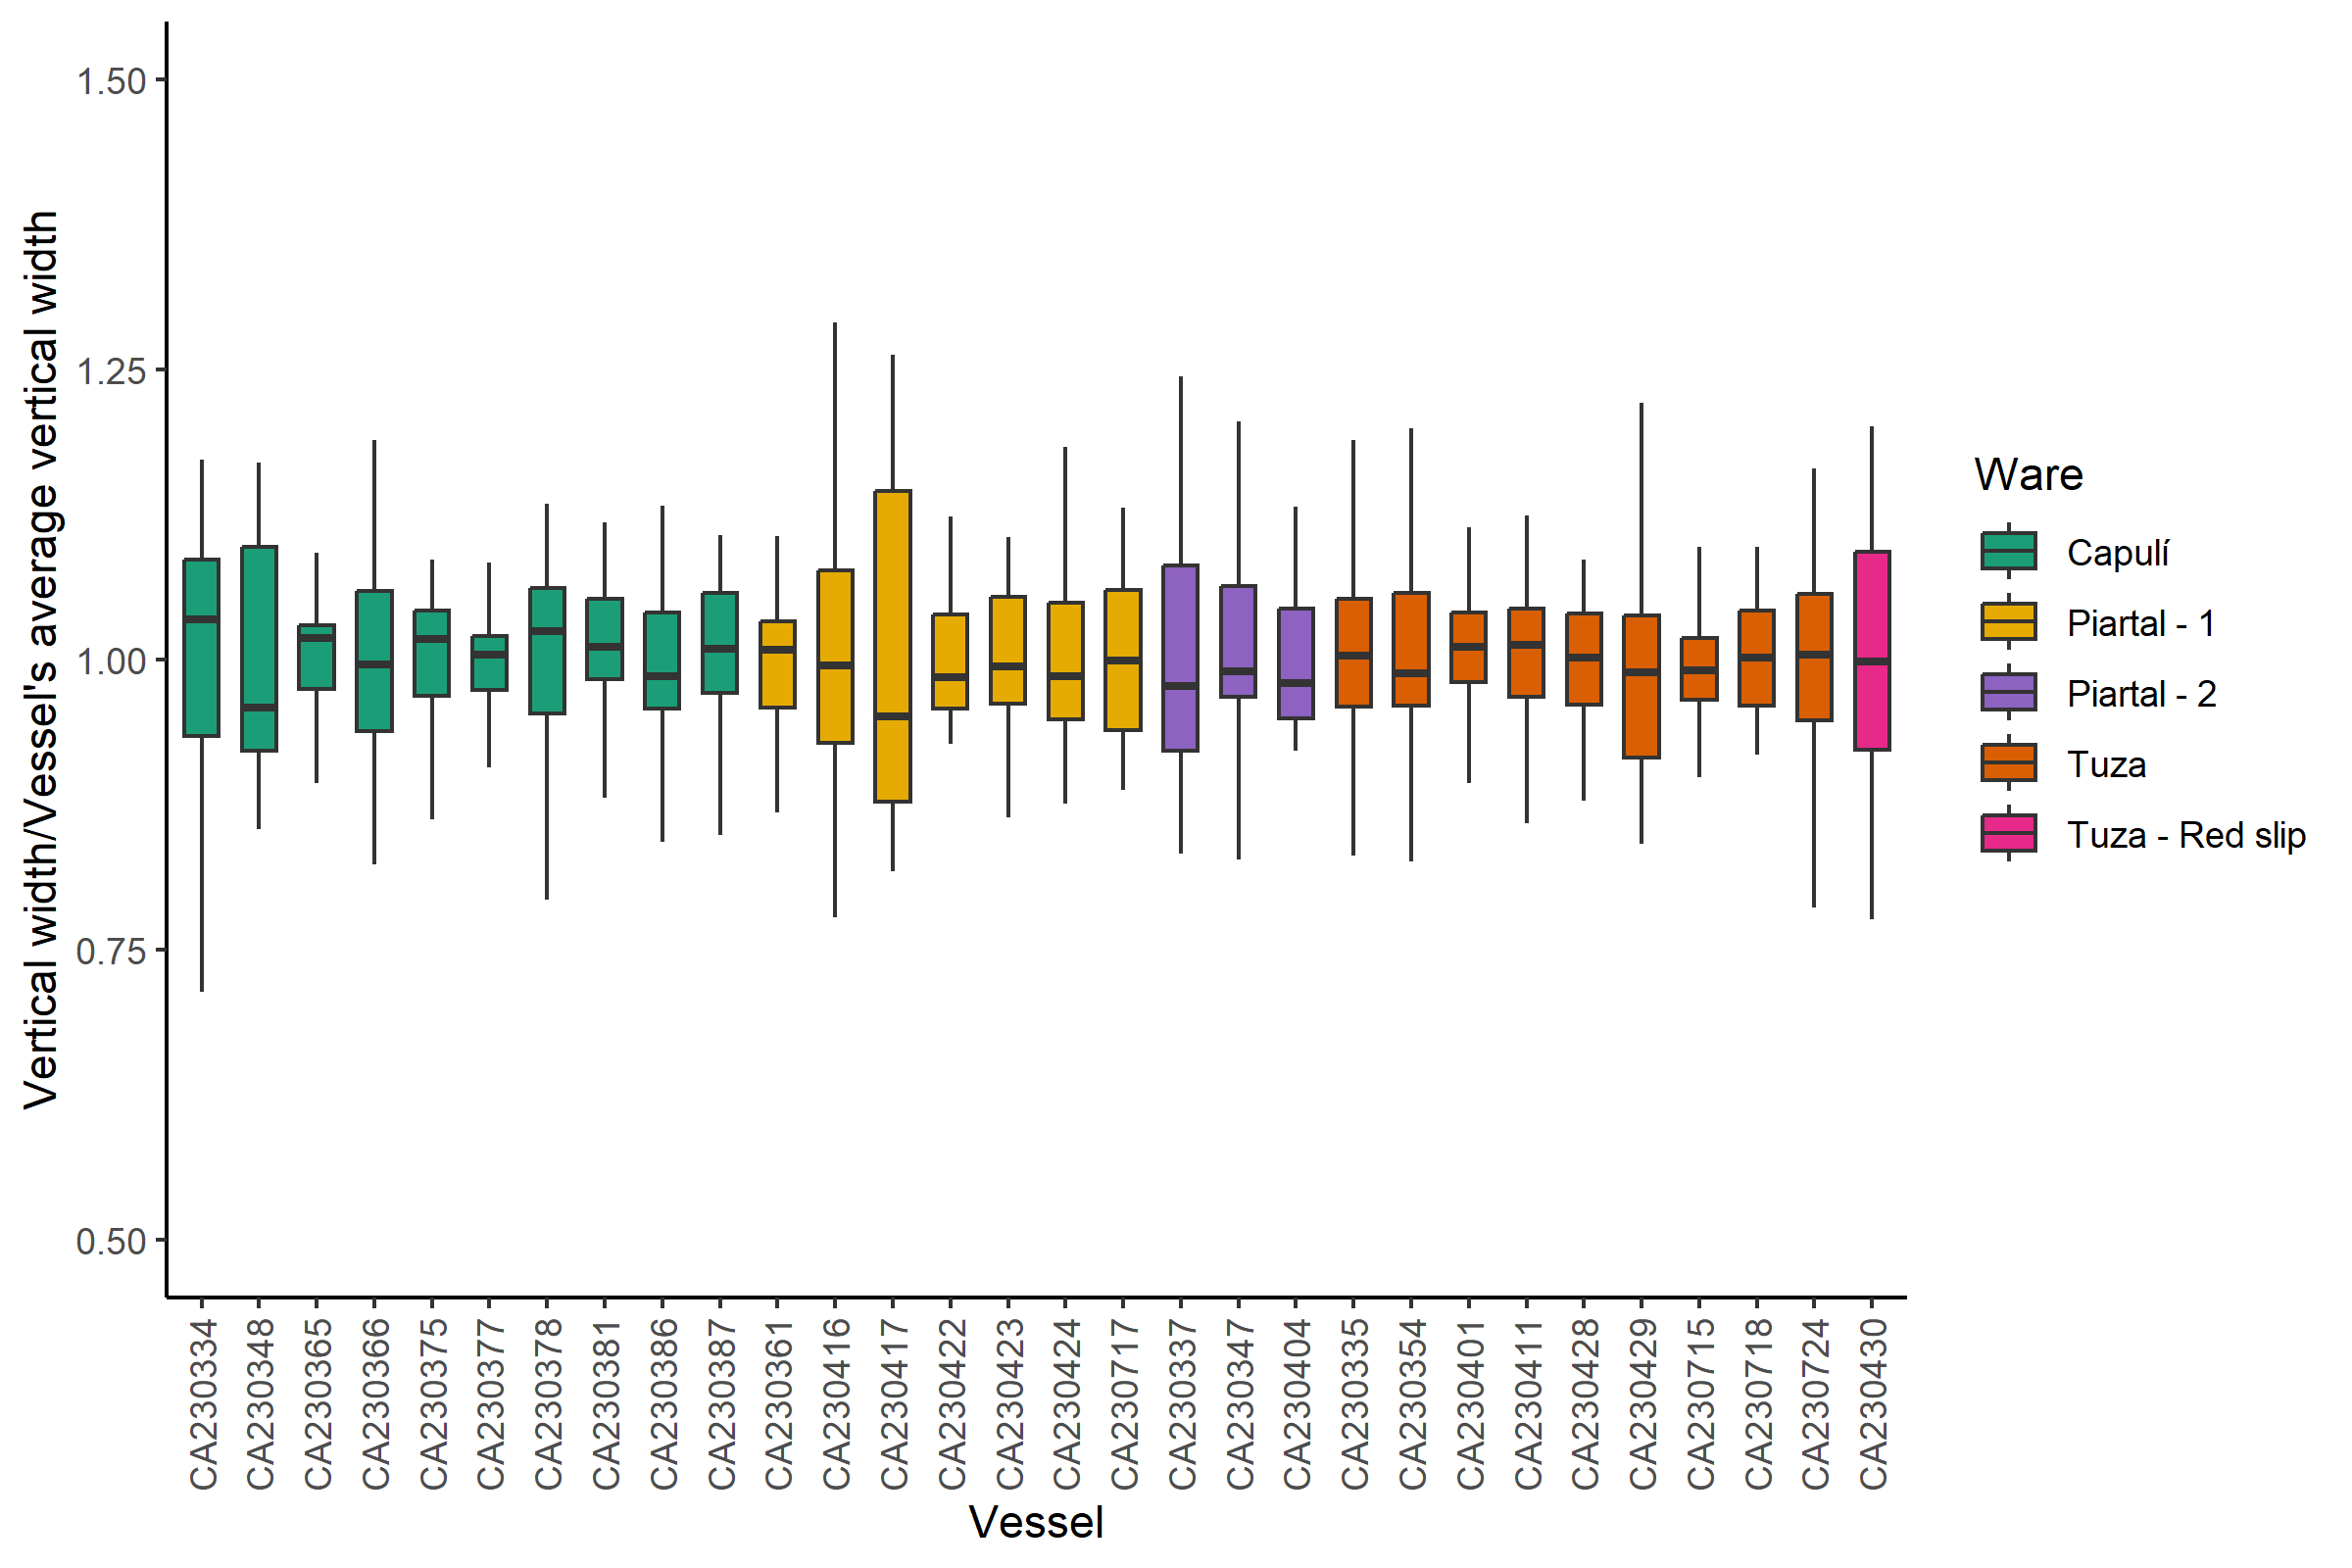 Vertical width/Vessel's average vertical width
1.50
1.25
1.00
0.75
0.50
CA230334
CA230348
CA230365
CA230366
CA230375
CA230377
CA230378
CA230381
CA230386
CA230387
CA230361
CA230416
CA230417
CA230422
CA230423
CA230424
CA230717
CA230337
CA230347
CA230404
CA230335
CA230354
CA230401
CA230411
CA230428
CA230429
CA230715
CA230718
CA230724
CA230430
Vessel
Ware
Capulí
Piartal - 1
Piartal - 2
Tuza
Tuza - Red slip